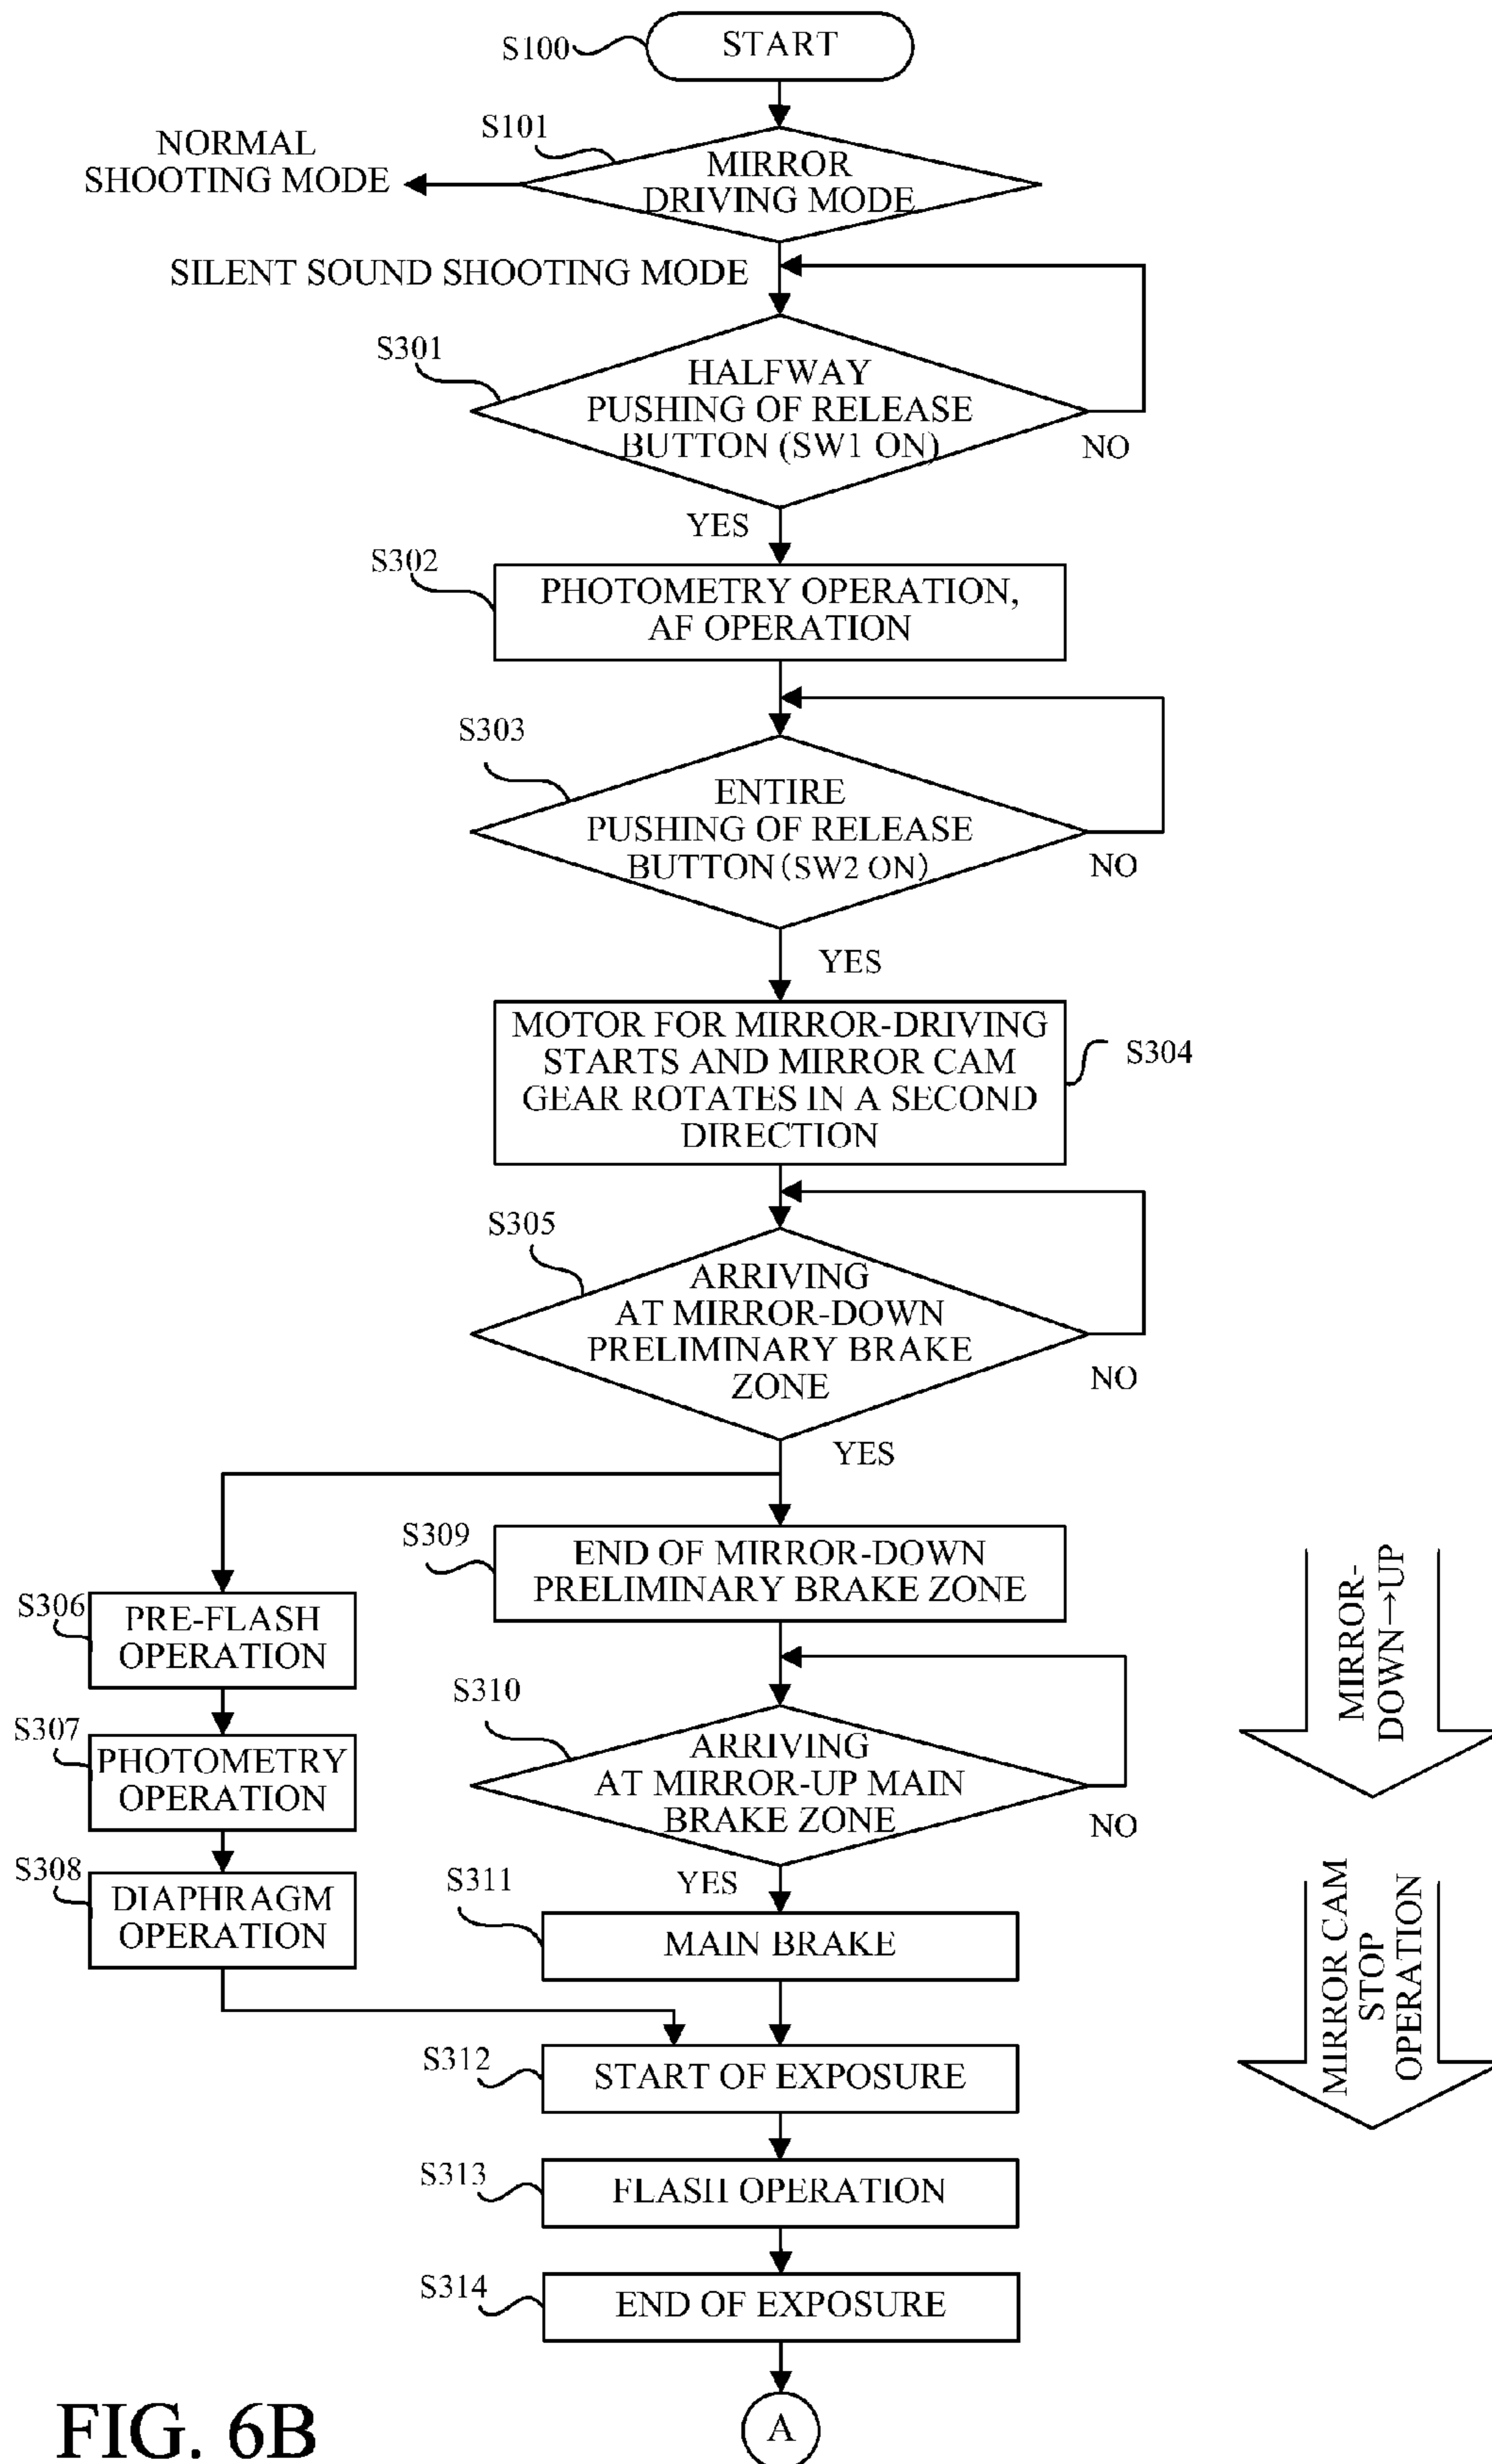 S100
START
S101
NORMAL
SHOOTING MODE
MIRROR
DRIVING MODE
SILENT SOUND SHOOTING MODE
S301
HALFWAY
PUSHING OF RELEASE
BUTTON (SW1 ON)
NO
YES
S302
PHOTOMETRY OPERATION,
AF OPERATION
S303
ENTIRE
PUSHING OF RELEASE
BUTTON (SW2 ON)
NO
YES
MOTOR FOR MIRROR-DRIVING
STARTS AND MIRROR CAM
GEAR ROTATES IN A SECOND
DIRECTION
S304
S305
ARRIVING
AT MIRROR-DOWN
PRELIMINARY BRAKE
ZONE
NO
YES
S309
END OF MIRROR-DOWN
PRELIMINARY BRAKE ZONE
S306
PRE-FLASH
OPERATION
S307
PHOTOMETRY
OPERATION
S308
DIAPHRAGM
OPERATION
S310
ARRIVING
AT MIRROR-UP MAIN
BRAKE ZONE
NO
YES
S311
MAIN BRAKE
MIRROR-
DOWN→UP
MIRROR CAM
STOP
OPERATION
S312
START OF EXPOSURE
S313
FLASH OPERATION
S314
END OF EXPOSURE
A
FIG. 6B